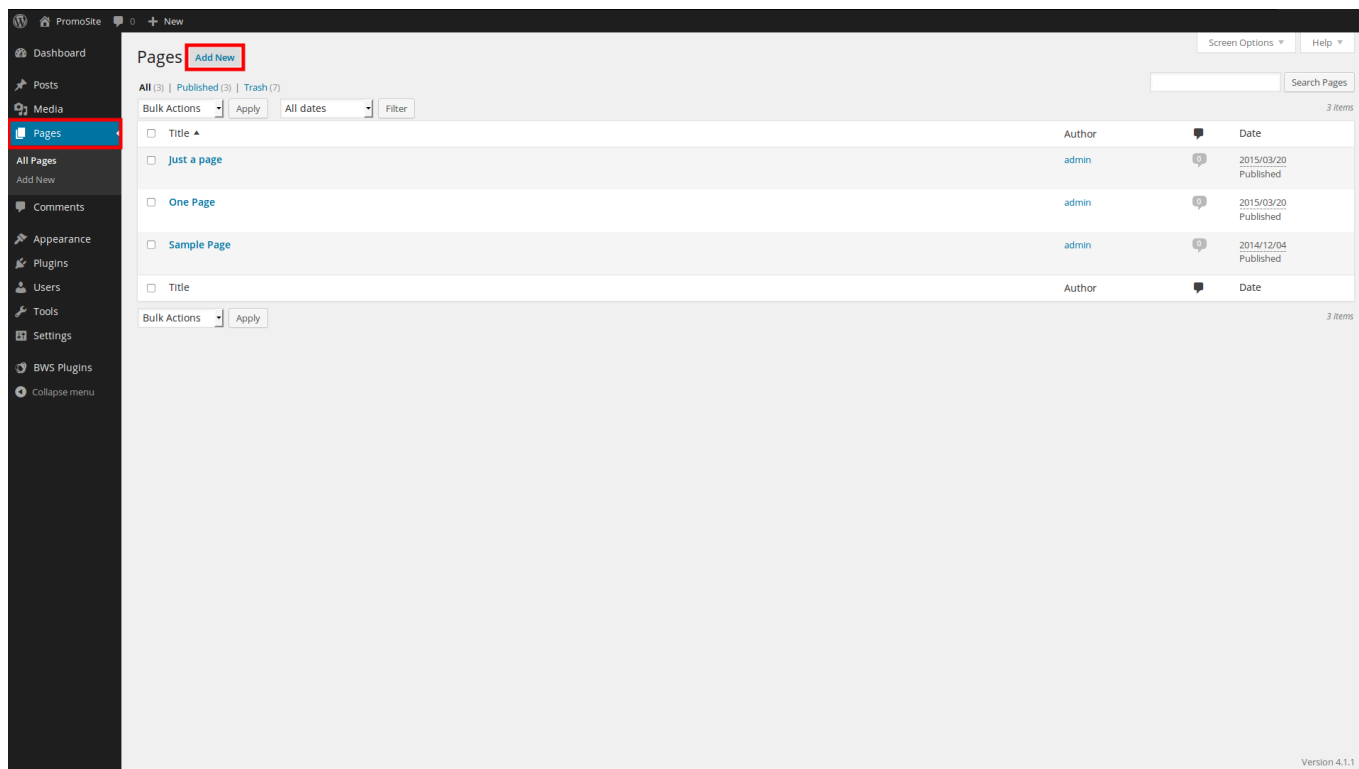 PromoSite 0 + New
Dashboard
Posts
Media
Pages
All Pages
Add New
Comments
Appearance
Plugins
Users
Tools
Settings
BWS Plugins
Collapse menu
Screen Options Help
Pages Add New
All (3) | Published (3) | Trash (7)
Search Pages
Bulk Actions Apply All dates Filter 3 items
Title Author Date
Just a page admin 0 2015/03/20
Published
One Page admin 0 2015/03/20
Published
Sample Page admin 0 2014/12/04
Published
Title Author Date
Bulk Actions Apply 3 items
Version 4.1.1